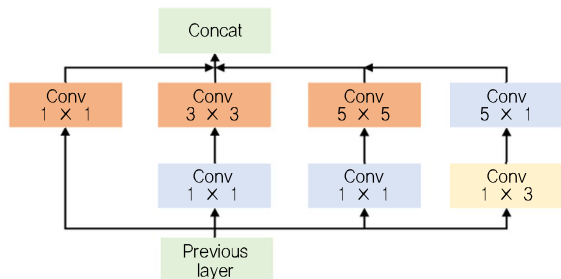 Concat
Conv
1 × 1
Conv
3 × 3
Conv
5 × 5
Conv
5 × 1
Conv
1 × 1
Conv
1 × 1
Conv
1 × 3
Previous
layer